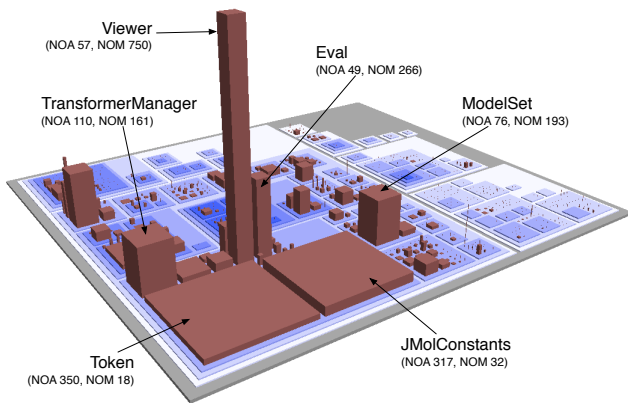 Viewer
(NOA 57, NOM 750)
Eval
(NOA 49, NOM 266)
TransformerManager
(NOA 110, NOM 161)
ModelSet
(NOA 76, NOM 193)
JMolConstants
(NOA 317, NOM 32)
Token
(NOA 350, NOM 18)